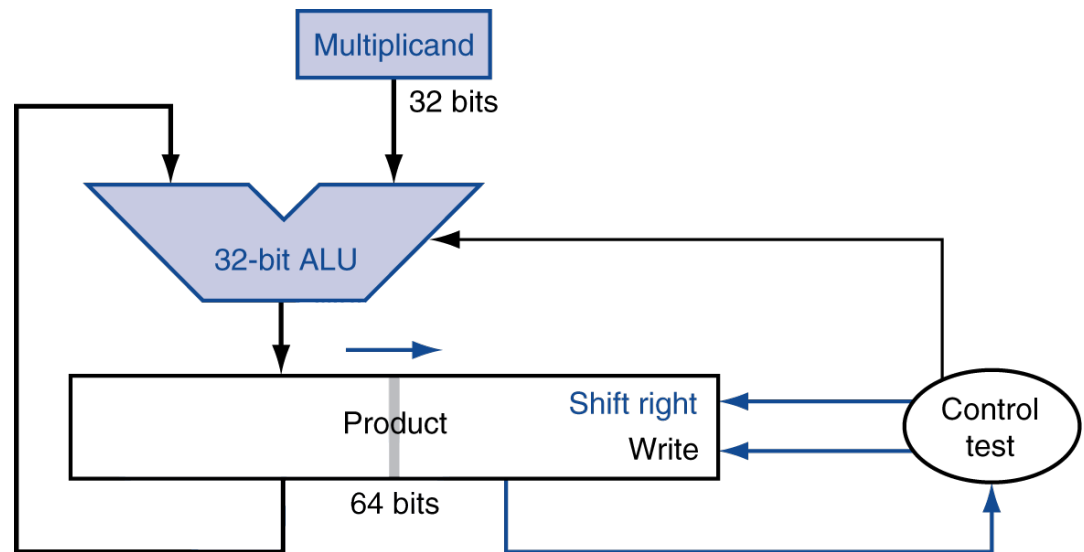 Multiplicand
32 bits
32-bit ALU
Product
Shift right
Write
64 bits
Control
test